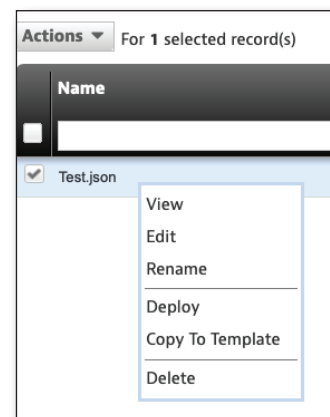 Actions For 1 selected record(s)
Name
Test.json
View
Edit
Rename
Deploy
Copy To Template
Delete